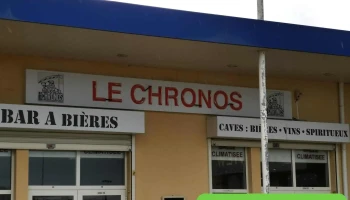 LE CHRONOS
BAR A BIÈRES
CAVES : BIÈRES • VINS • SPIRITUEUX
CLIMATISÉE
CLIMATISÉE